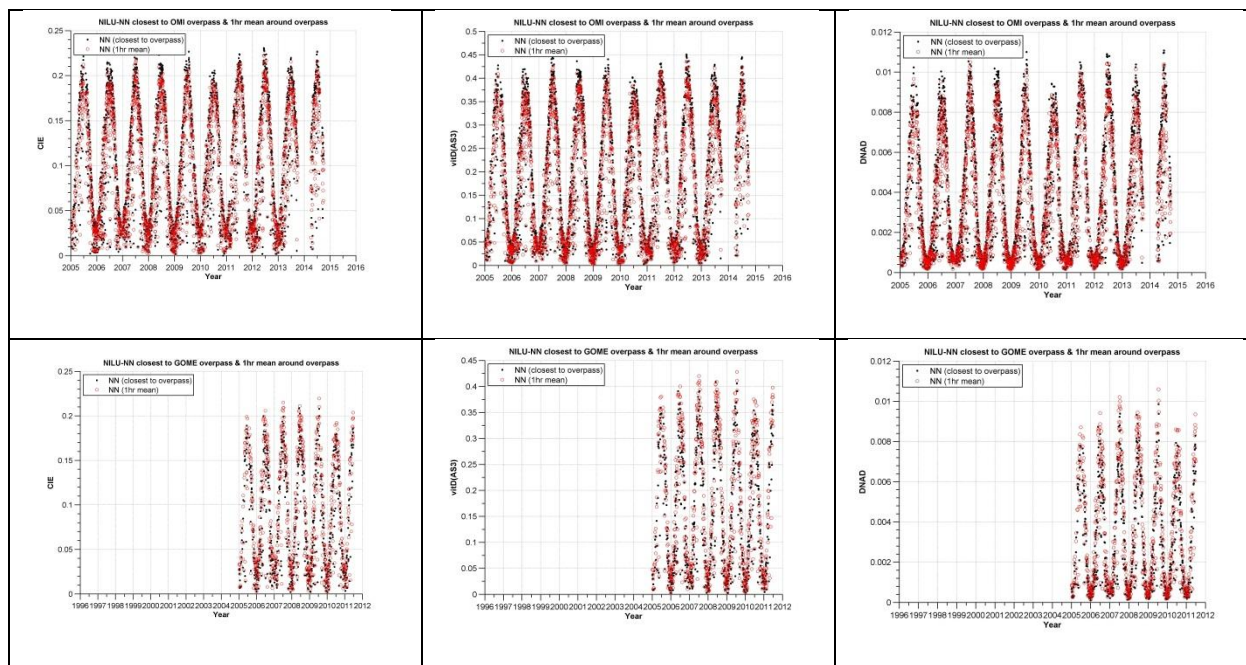 NILU-NN closest to OMI overpass & 1hr mean around overpass
0.25
NN (closest to overpass)
NN (1hr mean)
0.2
0.15
CIE
0.1
0.05
0
2005 2006 2007 2008 2009 2010 2011 2012 2013 2014 2015 2016
Year
NILU-NN closest to OMI overpass & 1hr mean around overpass
0.5
NN (closest to overpass)
0.45
NN (1hr mean)
0.4
0.35
0.3
vitD(AS3)
0.25
0.2
0.15
0.1
0.05
0
2005 2006 2007 2008 2009 2010 2011 2012 2013 2014 2015 2016
Year
NILU-NN closest to OMI overpass & 1hr mean around overpass
0.012
NN (closest to overpass)
NN (1hr mean)
0.01
0.008
DNAD
0.006
0.004
0.002
0
2005 2006 2007 2008 2009 2010 2011 2012 2013 2014 2015 2016
Year
NILU-NN closest to GOME overpass & 1hr mean around overpass
0.25
NN (closest to overpass)
NN (1hr mean)
0.2
0.15
CIE
0.1
0.05
0
1996 1997 1998 1999 2000 2001 2002 2003 2004 2005 2006 2007 2008 2009 2010 2011 2012
Year
NILU-NN closest to GOME overpass & 1hr mean around overpass
0.45
NN (closest to overpass)
NN (1hr mean)
0.4
0.35
0.3
0.25
vitD(AS3)
0.2
0.15
0.1
0.05
0
1996 1997 1998 1999 2000 2001 2002 2003 2004 2005 2006 2007 2008 2009 2010 2011 2012
Year
NILU-NN closest to GOME overpass & 1hr mean around overpass
0.012
NN (closest to overpass)
NN (1hr mean)
0.01
0.008
DNAD
0.006
0.004
0.002
0
1996 1997 1998 1999 2000 2001 2002 2003 2004 2005 2006 2007 2008 2009 2010 2011 2012
Year